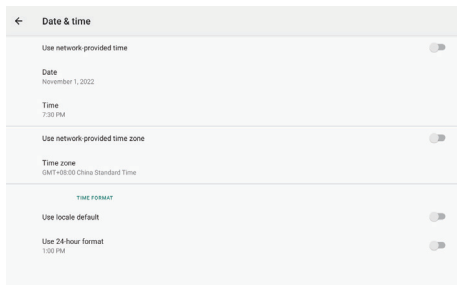 Date & time
Use network-provided time
Date
November 1, 2022
Time
7:30 PM
Use network-provided time zone
Time zone
GMT+08:00 China Standard Time
TIME FORMAT
Use locale default
Use 24-hour format
1:00 PM